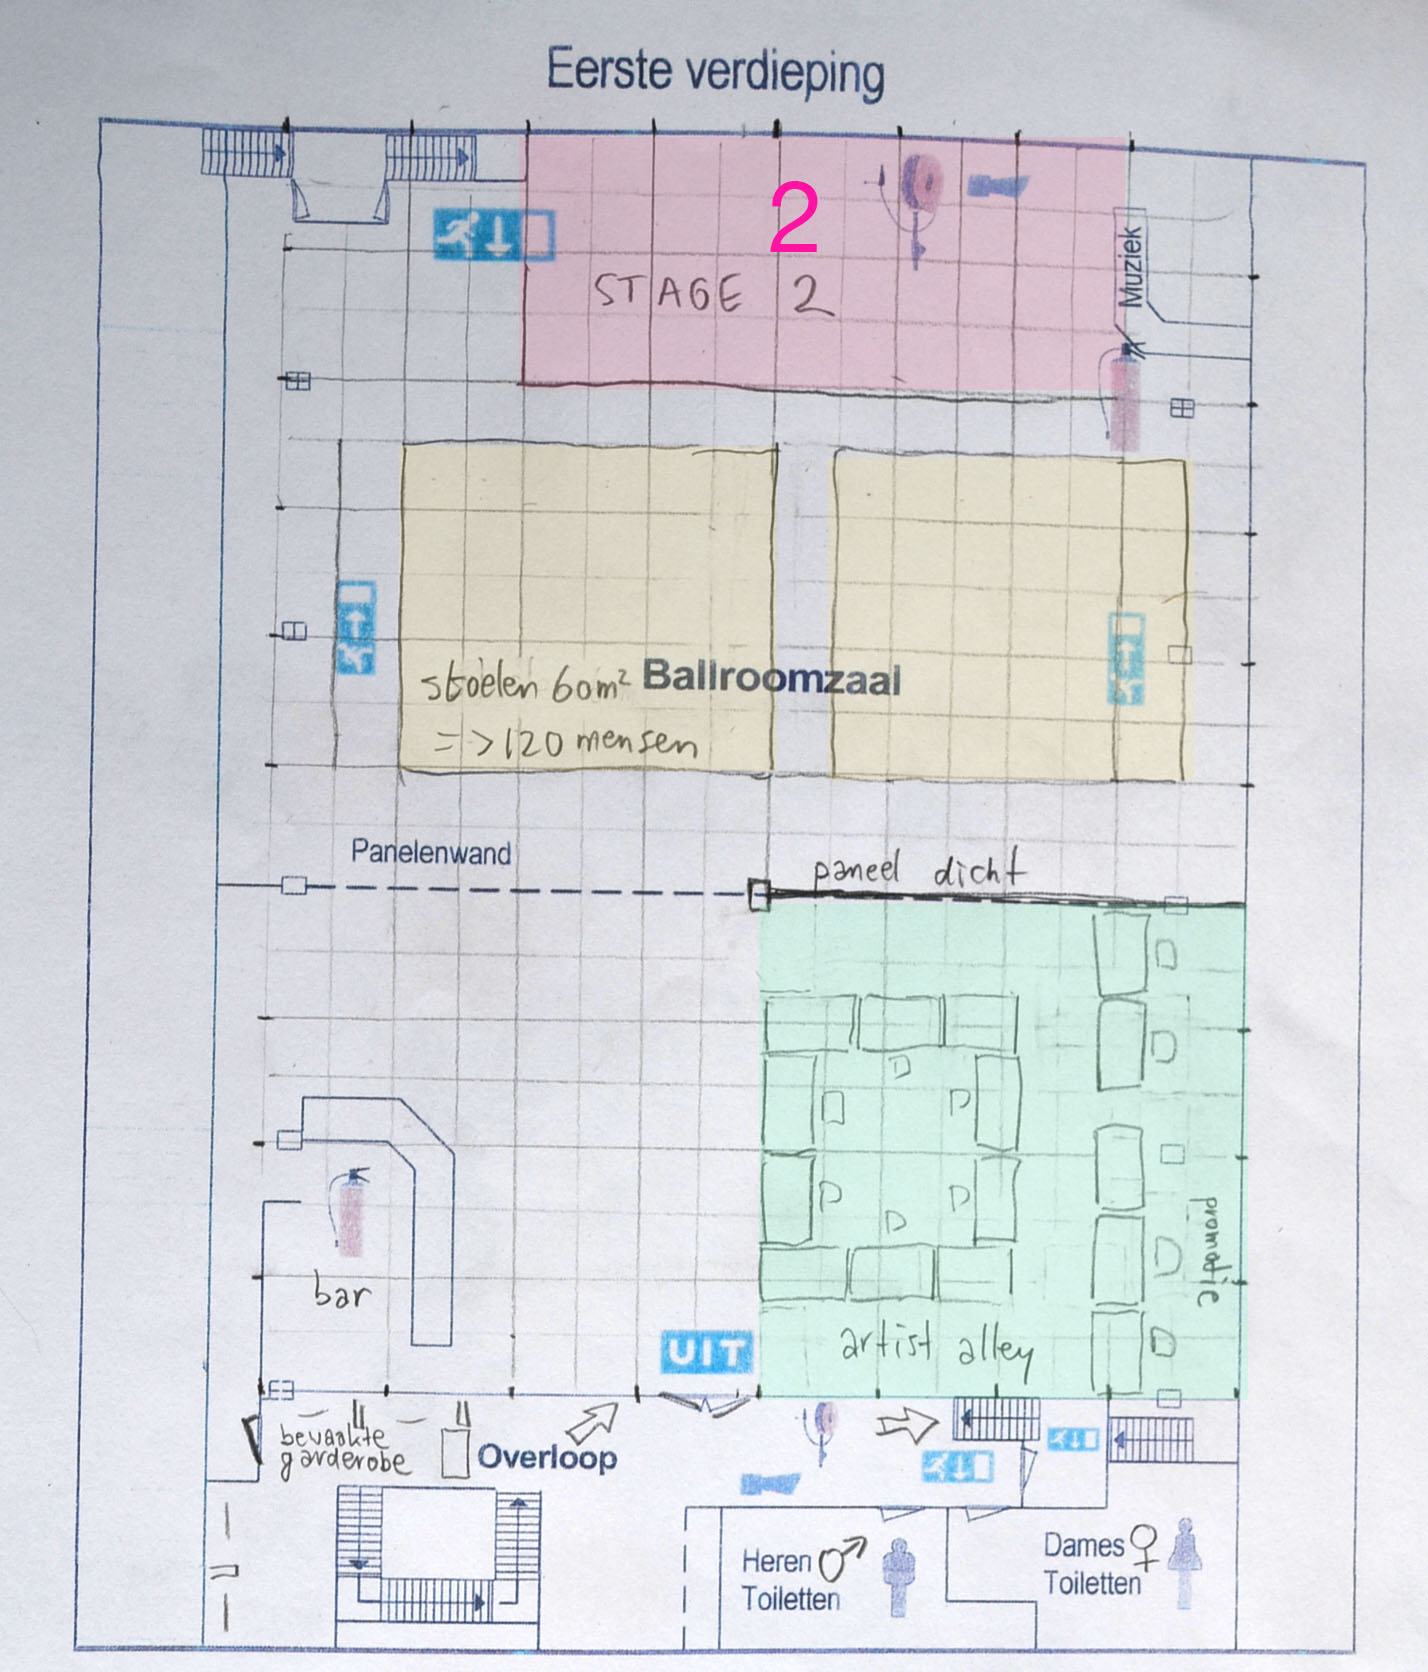 Eerste verdieping
2
STAGE 2
Muziek
stoelen 60m² Ballroomzaal
=> 120 mensen
Panelenwand
paneel dicht
promotie
bar
artist alley
UIT
bewaakte
garderobe
Overloop
Heren
Toiletten
Dames
Toiletten